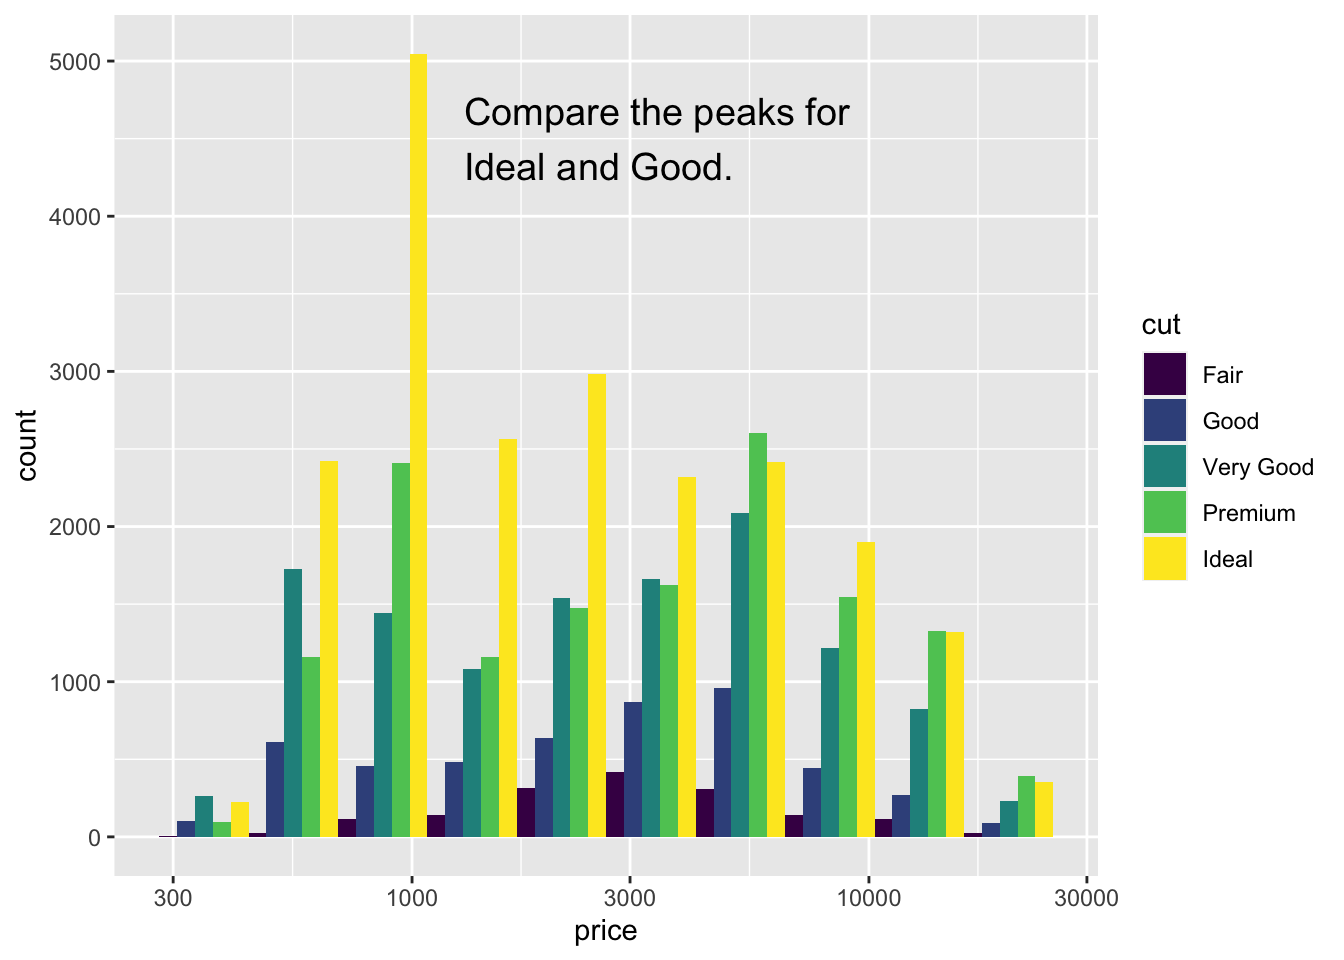 5000
4000
3000
2000
1000
0
count
Compare the peaks for
Ideal and Good.
300
1000
3000
10000
30000
price
cut
Fair
Good
Very Good
Premium
Ideal